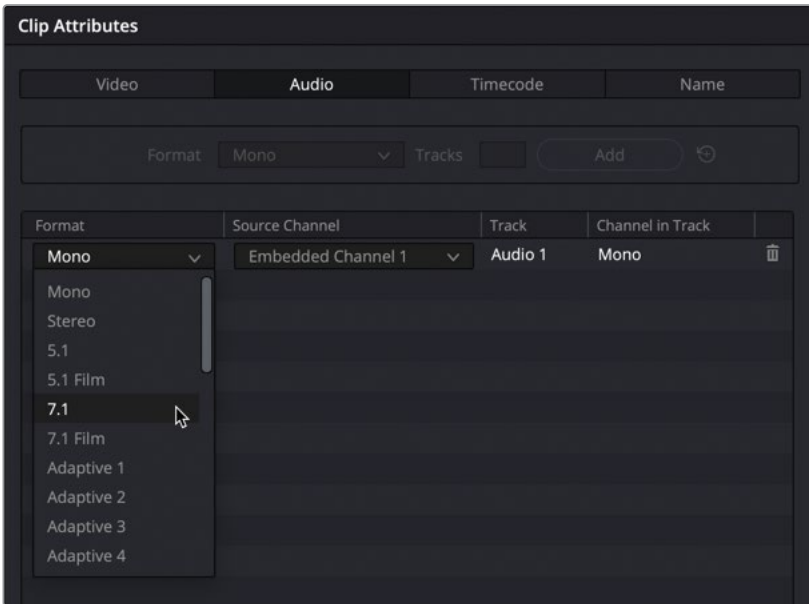 Clip Attributes
Video Audio Timecode Name
Format Mono Tracks Add
Format Source Channel Track Channel in Track
Mono Embedded Channel 1 Audio 1 Mono
Mono
Stereo
5.1
5.1 Film
7.1
7.1 Film
Adaptive 1
Adaptive 2
Adaptive 3
Adaptive 4